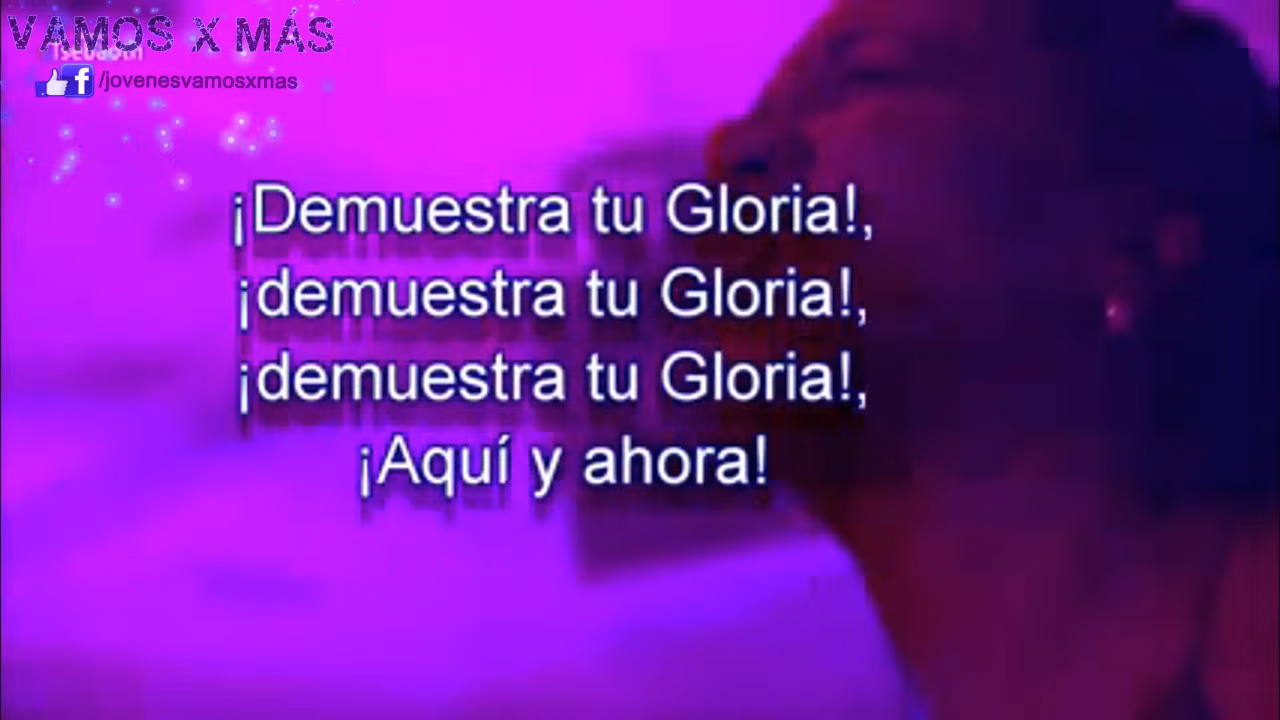 VAMOS X MÁS
/jovenesvamosxmas
¡Demuestra tu Gloria!,
¡demuestra tu Gloria!,
¡demuestra tu Gloria!,
¡Aquí y ahora!